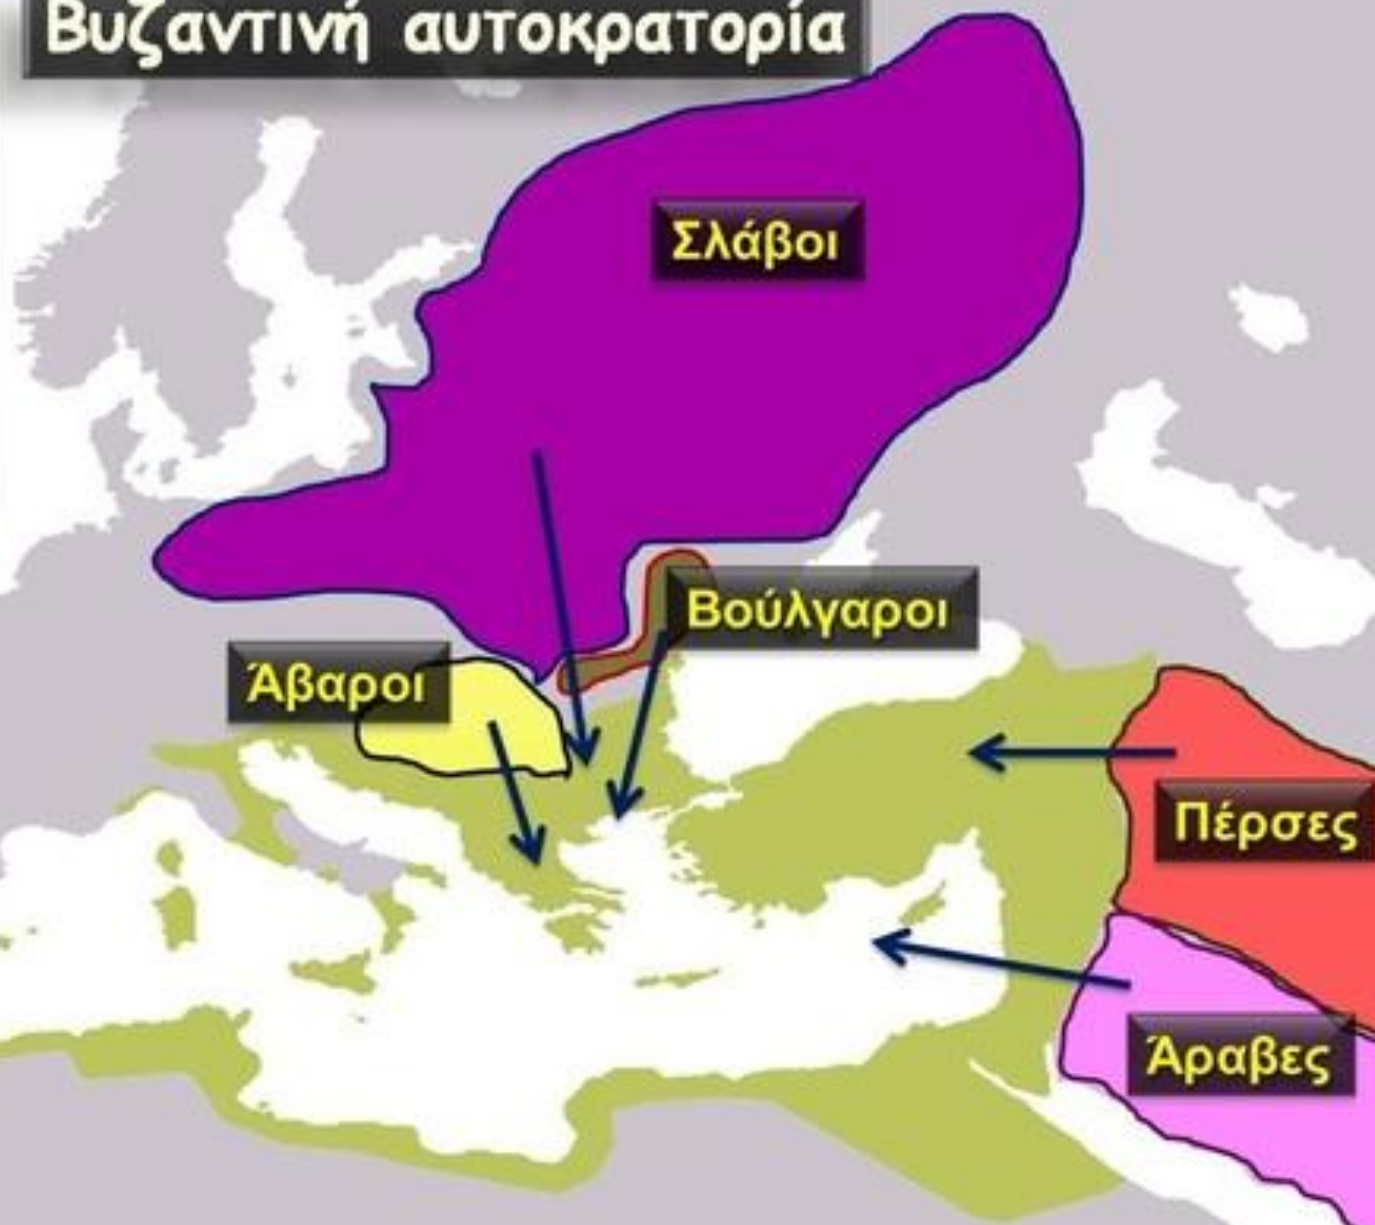 Βυζαντινή αυτοκρατορία
Σλάβοι
Βούλγαροι
Άβαροι
Πέρσες
Άραβες